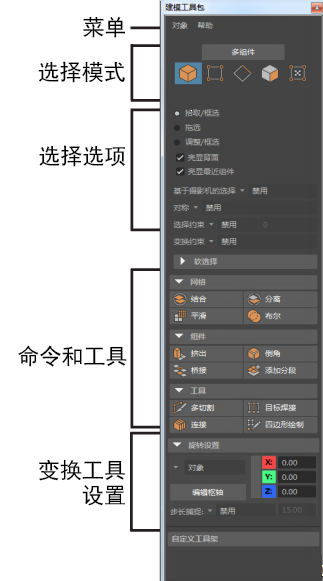 建模工具包
菜单
对象 帮助
选择模式
多组件
选择选项
拾取/框选
拖选
调整/框选
亮显背面
亮显最近组件
基于摄影机的选择 禁用
对称 禁用
选择约束 禁用 0
变换约束 禁用
软选择
命令和工具
网格
结合 分离
平滑 布尔
组件
挤出 倒角
桥接 添加分段
工具
多切割 目标焊接
连接 四边形绘制
变换工具
设置
旋转设置
对象
X: 0.00
Y: 0.00
编辑枢轴 Z: 0.00
步长捕捉: 禁用 15.00
自定义工具架